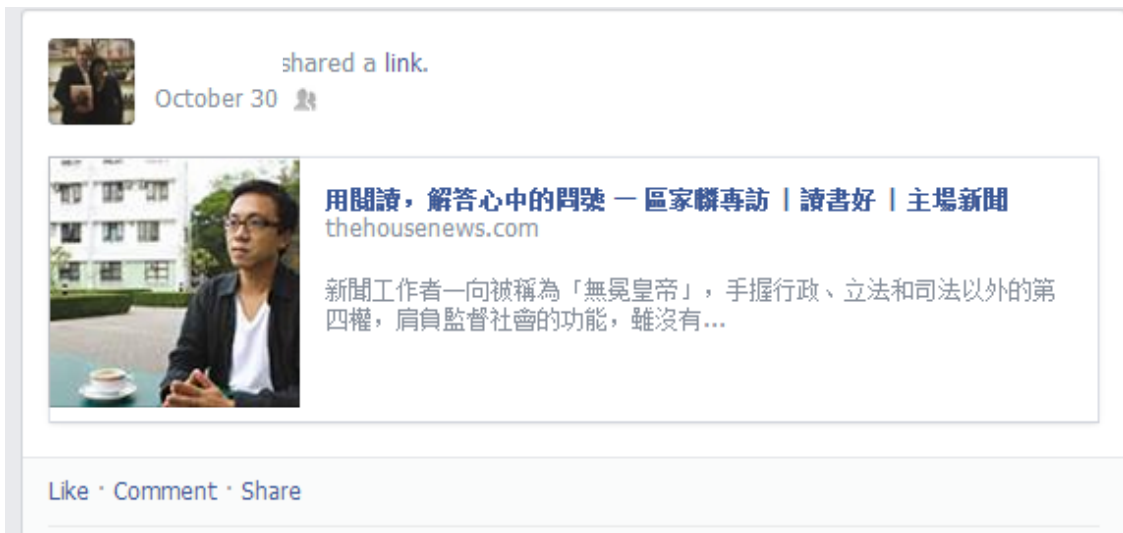 shared a link.
October 30
用閱讀，解答心中的問號 — 區家麟專訪 | 讀書好 | 主場新聞
thehousenews.com
新聞工作者一向被稱為「無冕皇帝」，手握行政、立法和司法以外的第
四權，肩負監督社會的功能，雖沒有...
Like · Comment · Share